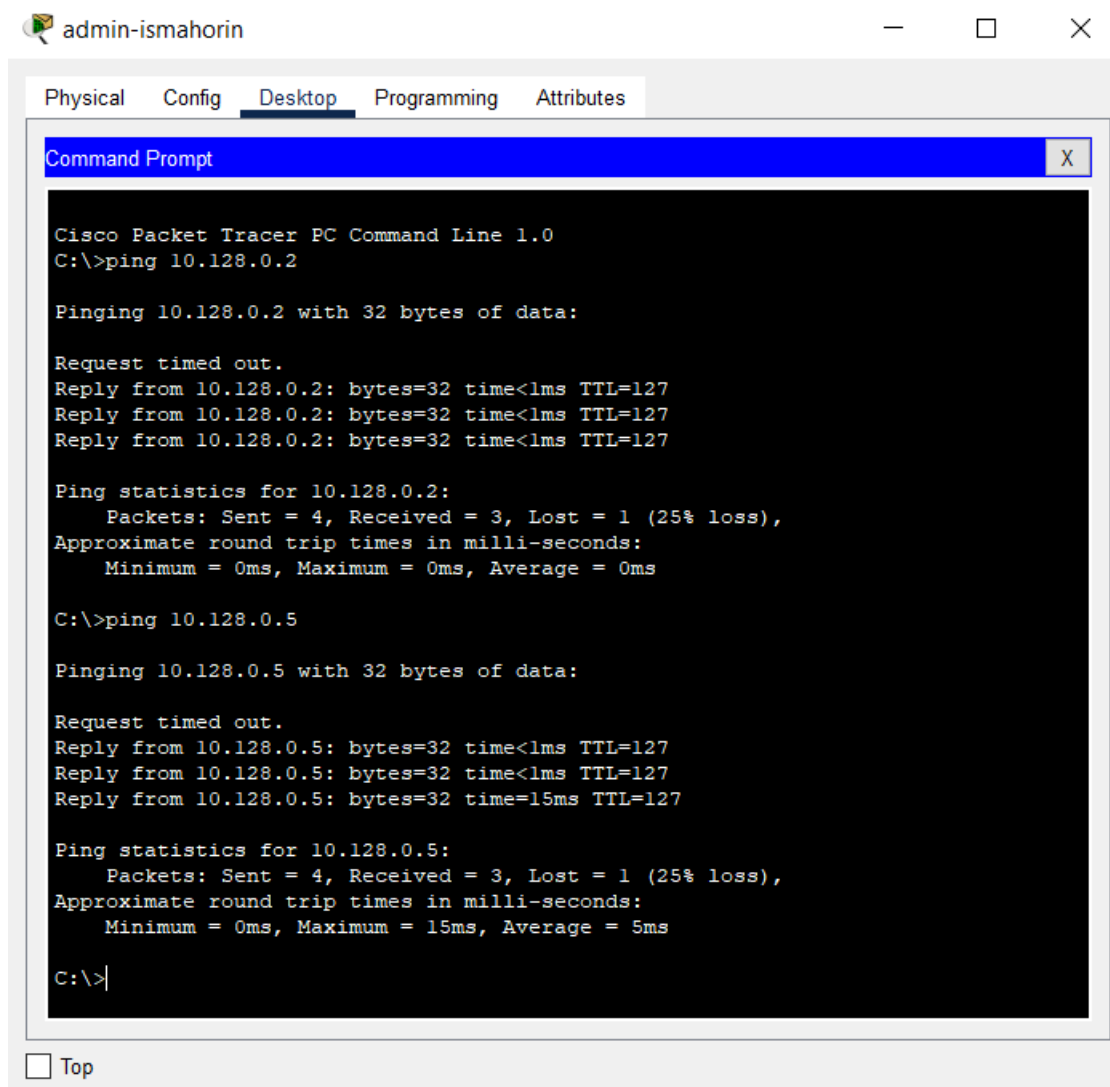 admin-ismahorin
Physical Config Desktop Programming Attributes
Command Prompt X
Cisco Packet Tracer PC Command Line 1.0
C:\>ping 10.128.0.2
Pinging 10.128.0.2 with 32 bytes of data:
Request timed out.
Reply from 10.128.0.2: bytes=32 time<1ms TTL=127
Reply from 10.128.0.2: bytes=32 time<1ms TTL=127
Reply from 10.128.0.2: bytes=32 time<1ms TTL=127
Ping statistics for 10.128.0.2:
Packets: Sent = 4, Received = 3, Lost = 1 (25% loss),
Approximate round trip times in milli-seconds:
Minimum = 0ms, Maximum = 0ms, Average = 0ms
C:\>ping 10.128.0.5
Pinging 10.128.0.5 with 32 bytes of data:
Request timed out.
Reply from 10.128.0.5: bytes=32 time<1ms TTL=127
Reply from 10.128.0.5: bytes=32 time<1ms TTL=127
Reply from 10.128.0.5: bytes=32 time=15ms TTL=127
Ping statistics for 10.128.0.5:
Packets: Sent = 4, Received = 3, Lost = 1 (25% loss),
Approximate round trip times in milli-seconds:
Minimum = 0ms, Maximum = 15ms, Average = 5ms
C:\>
Top